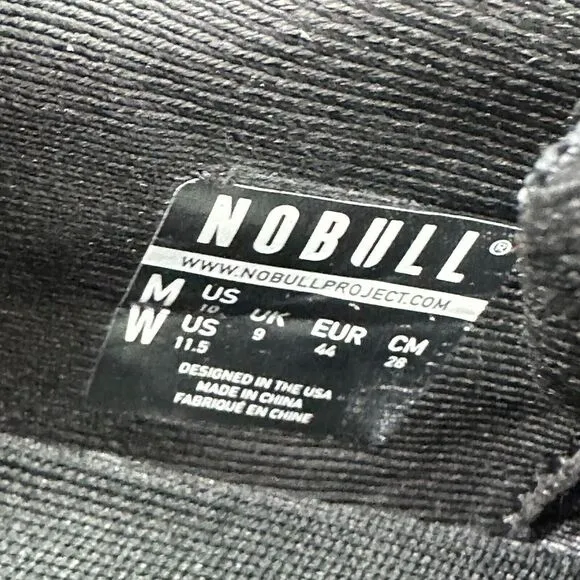 NOBULL®
WWW.NOBULLPROJECT.COM
M US 10 UK 9 EUR 44 CM 28
W US 11.5
DESIGNED IN THE USA
MADE IN CHINA
FABRIQUÉ EN CHINE